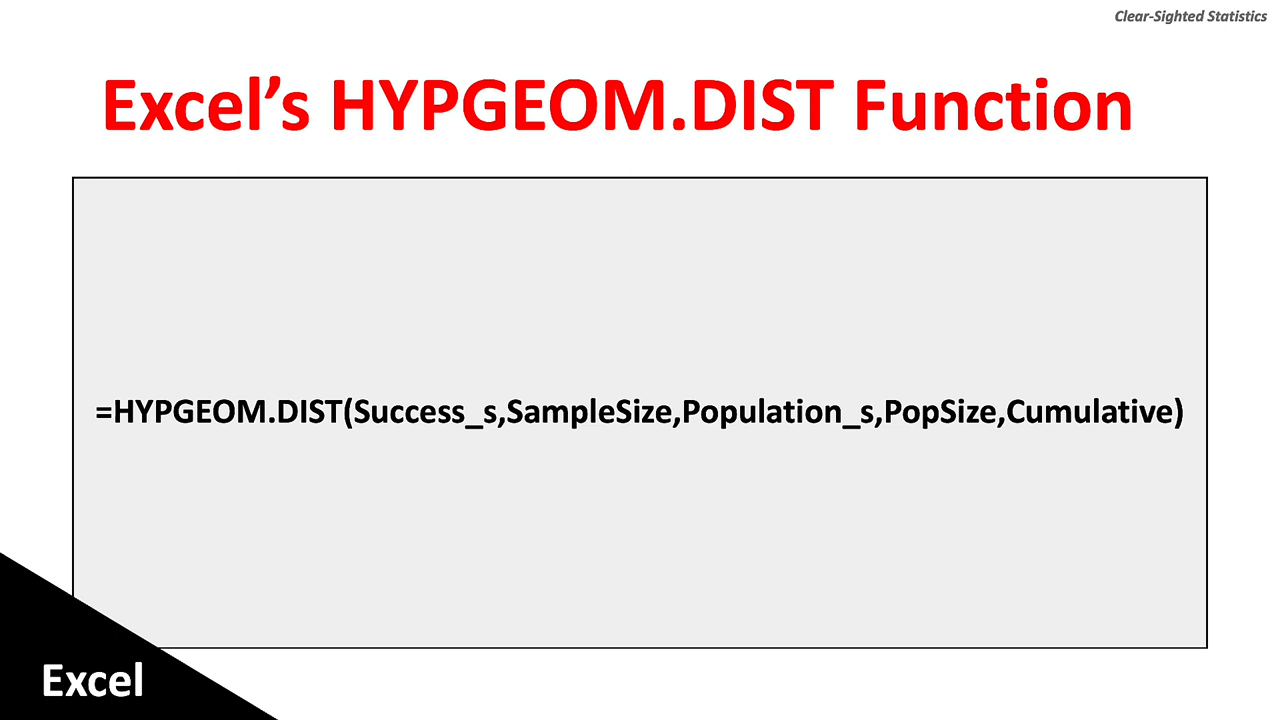 Clear-Sighted Statistics
Excel’s HYPGEOM.DIST Function
=HYPGEOM.DIST(Success_s,SampleSize,Population_s,PopSize,Cumulative)
Excel